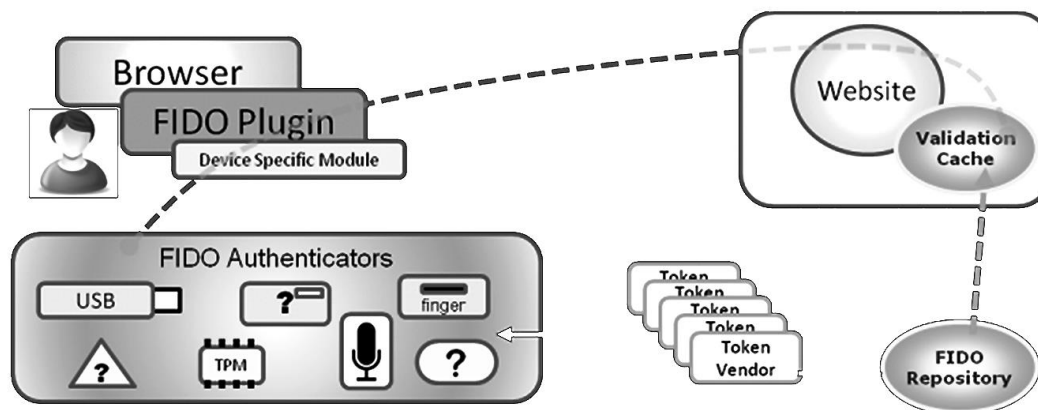 Browser
FIDO Plugin
Device Specific Module
Website
Validation
Cache
FIDO Authenticators
USB
?
finger
?
TPM
?
Token
Token
Token
Token
Token
Vendor
FIDO
Repository